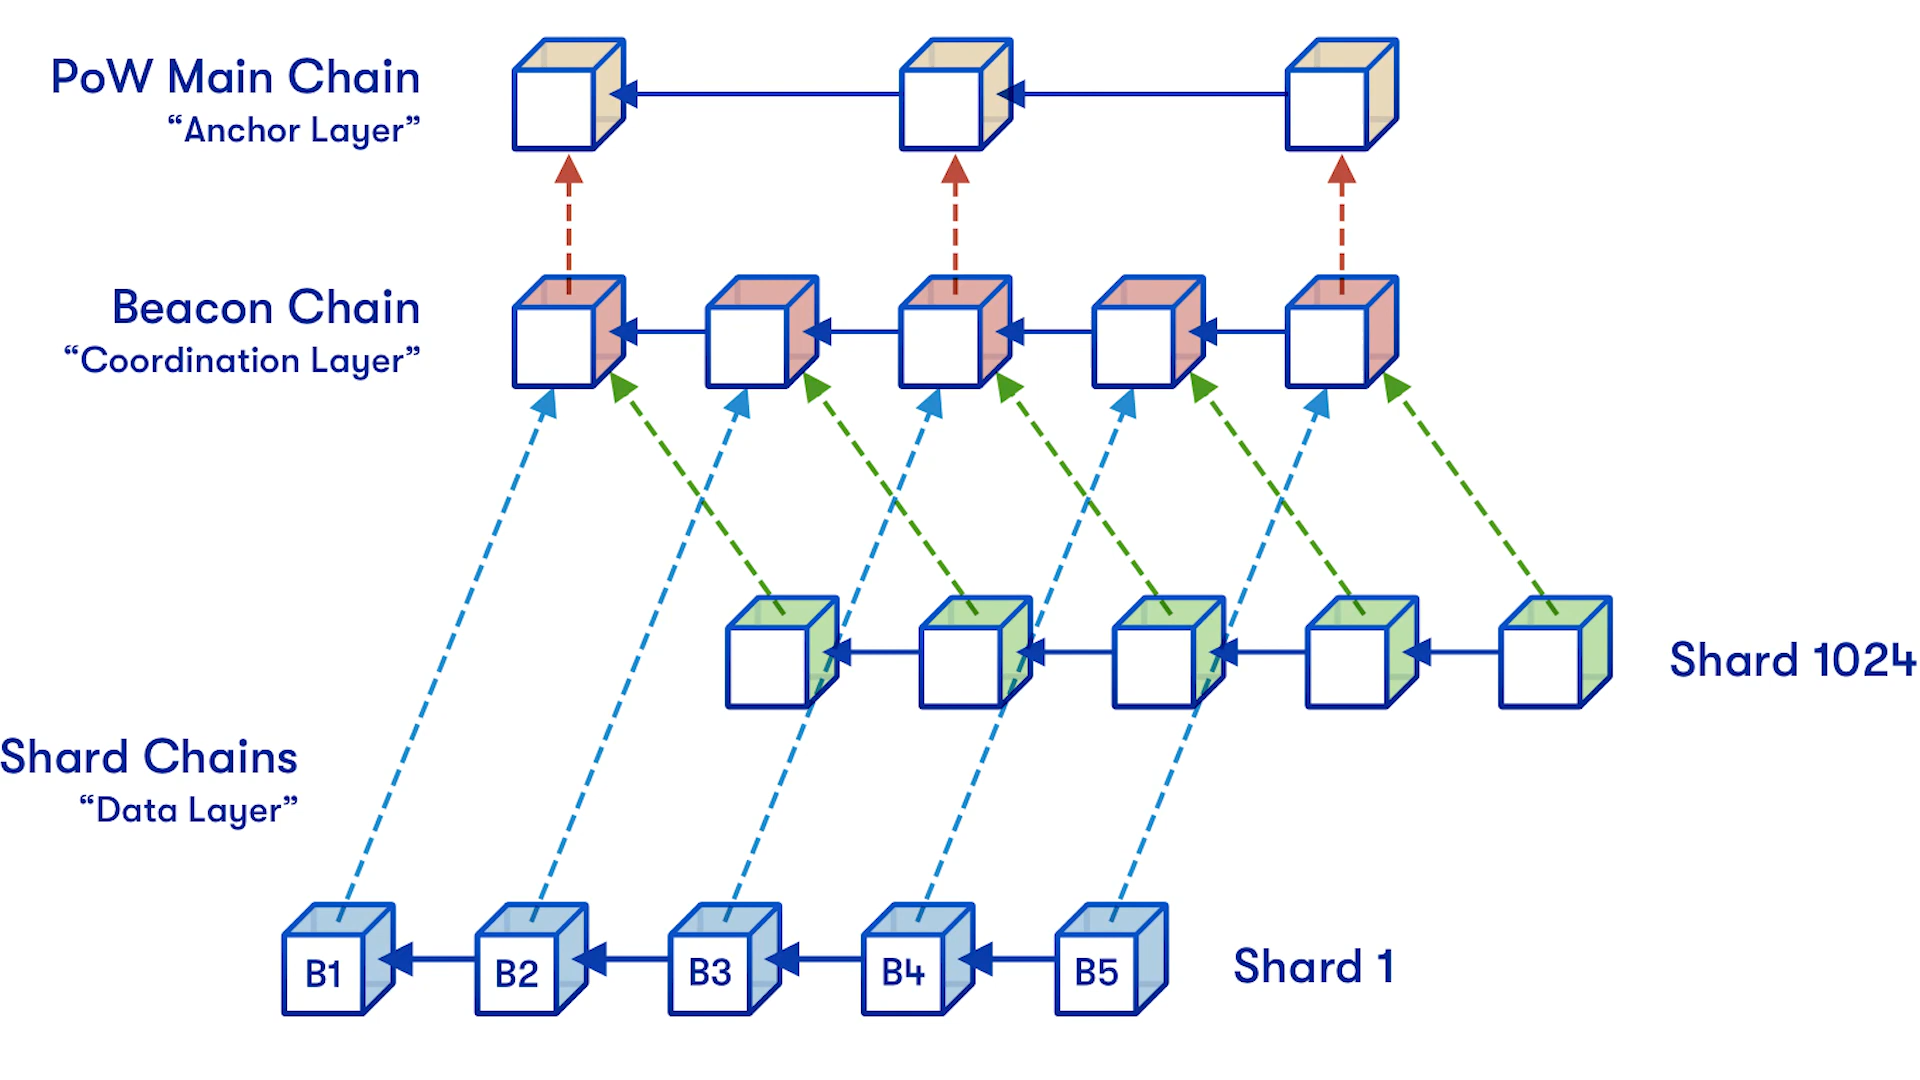 PoW Main Chain
“Anchor Layer”
Beacon Chain
“Coordination Layer”
Shard 1024
Shard Chains
“Data Layer”
B1
B2
B3
B4
B5
Shard 1